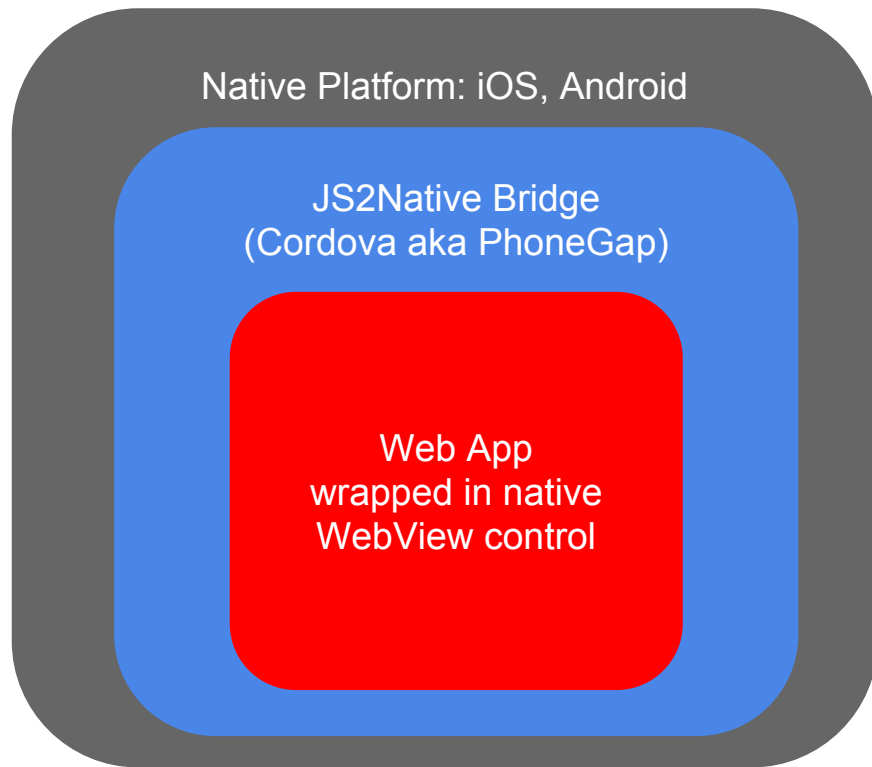 Native Platform: iOS, Android
JS2Native Bridge
(Cordova aka PhoneGap)
Web App
wrapped in native
WebView control